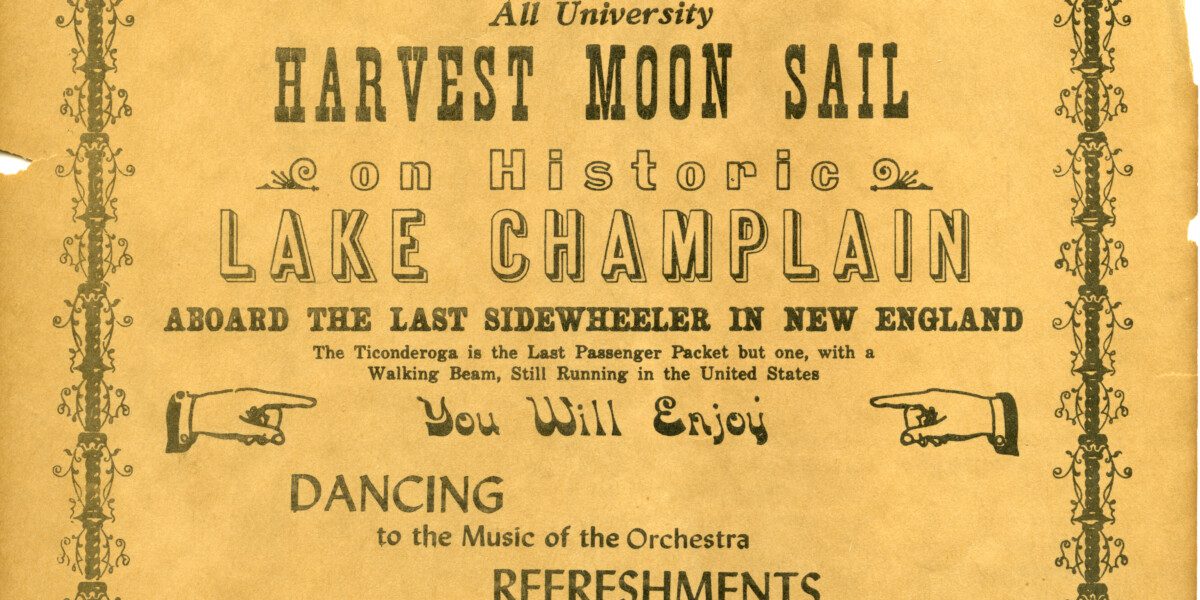 All University
HARVEST MOON SAIL
on Historic
LAKE CHAMPLAIN
ABOARD THE LAST SIDEWHEELER IN NEW ENGLAND
The Ticonderoga is the Last Passenger Packet but one, with a
Walking Beam, Still Running in the United States
You Will Enjoy
DANCING
to the Music of the Orchestra
REFRESHMENTS